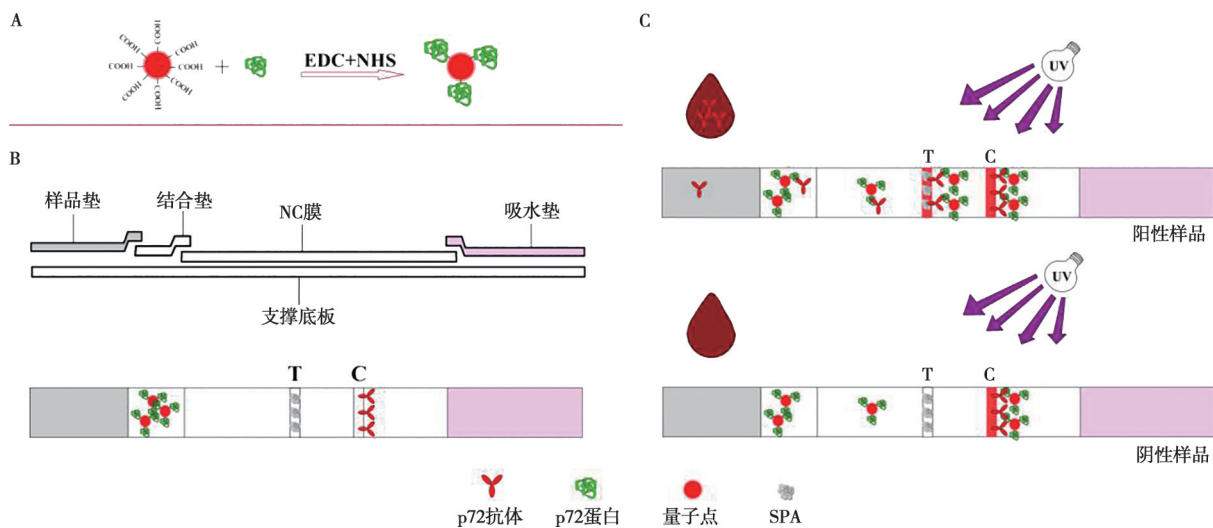 A
HOOC
COOH
COOH
COOH
COOH
COOH
COOH
COOH
+
EDC+NHS
B
样品垫
结合垫
NC膜
吸水垫
支撑底板
T C
C
UV
T C
阳性样品
UV
T C
阴性样品
p72抗体 p72蛋白 量子点 SPA